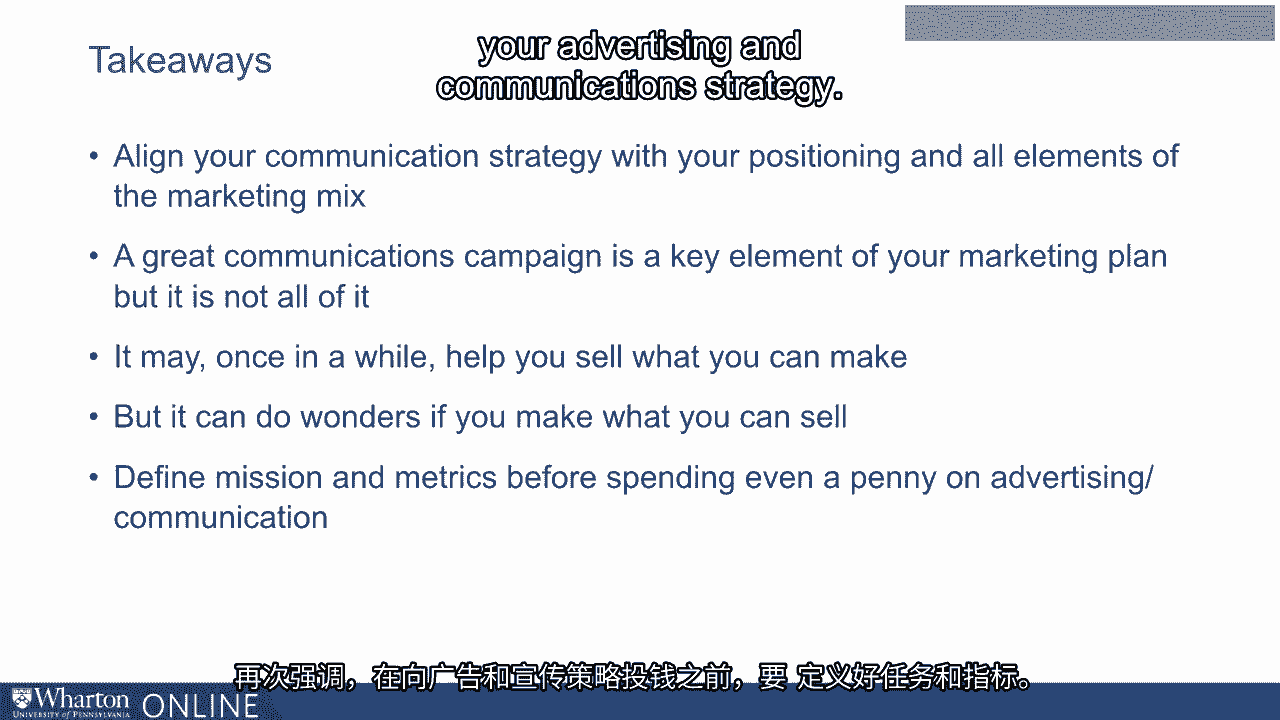 Takeaways
your advertising and
communications strategy.
• Align your communication strategy with your positioning and all elements of
the marketing mix
• A great communications campaign is a key element of your marketing plan
but it is not all of it
• It may, once in a while, help you sell what you can make
• But it can do wonders if you make what you can sell
• Define mission and metrics before spending even a penny on advertising/
communication
再次强调，在向广告和宣传策略投钱之前，要 定义好任务和指标。
Wharton ONLINE
UNIVERSITY of PENNSYLVANIA